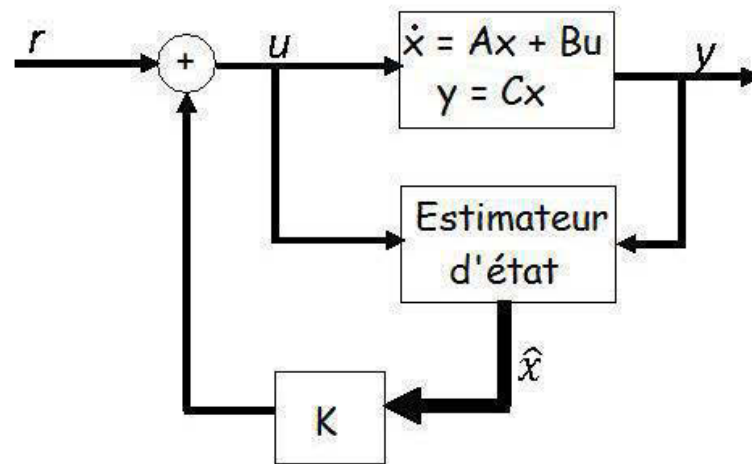 r
+
u
ẋ = Ax + Bu
y = Cx
y
Estimateur
d'état
x̂
K